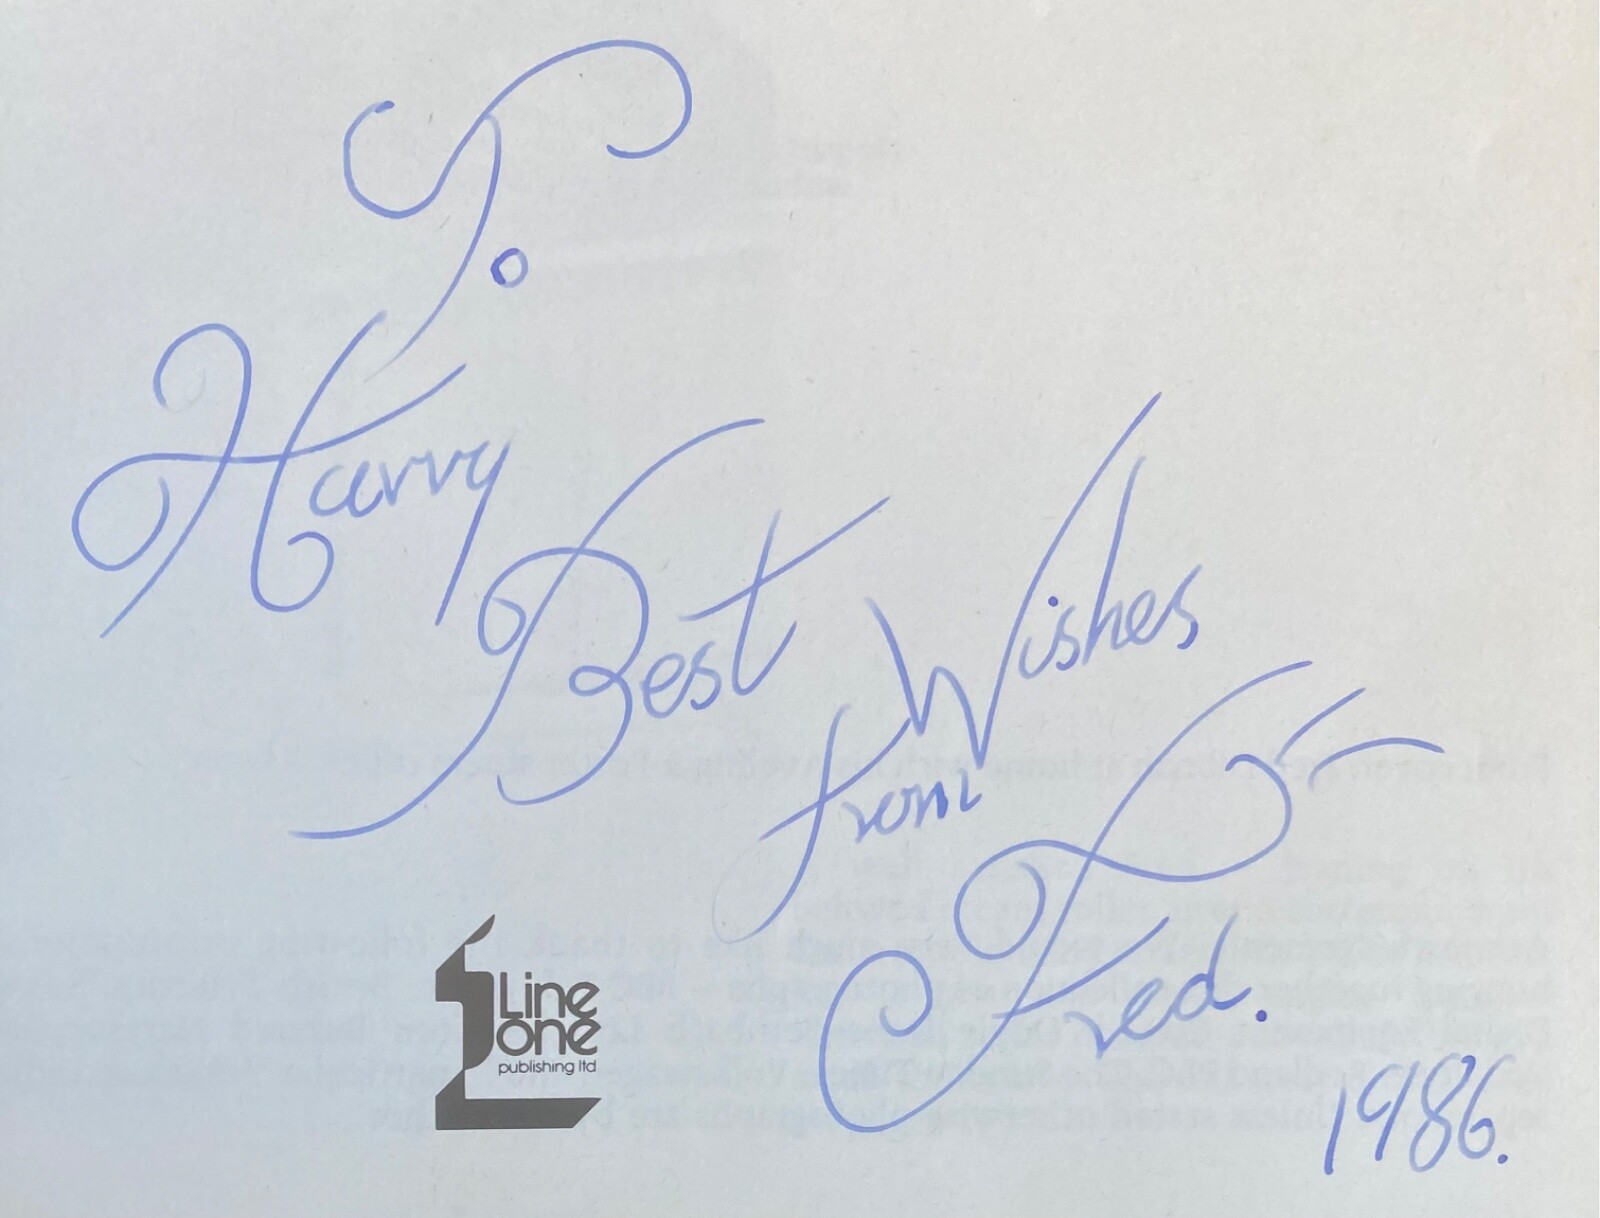 To
Harry
Best Wishes
from
Fred.
1986.
Line
one
publishing ltd